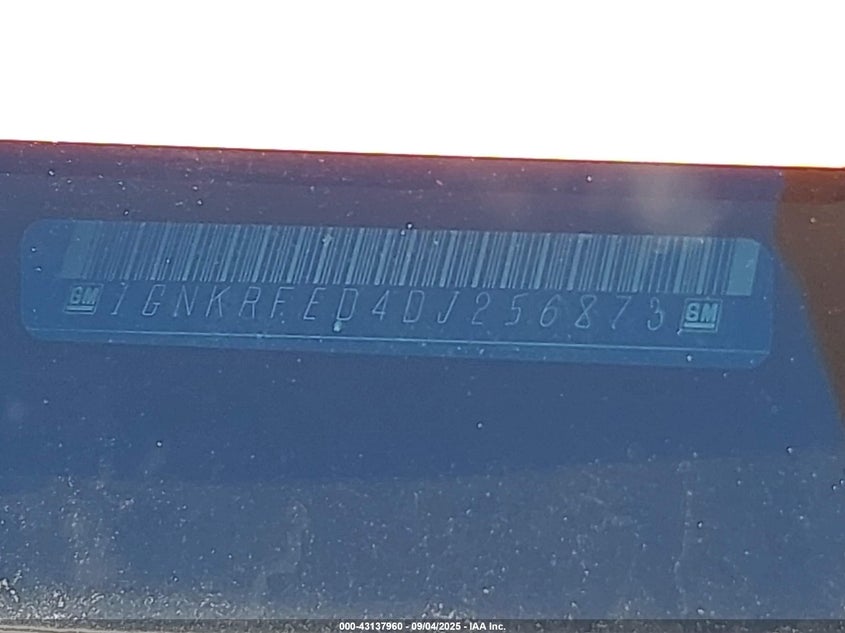 GM 1GNKRFED4DJ256873 GM
000-43137960 - 09/04/2025 - IAA Inc.